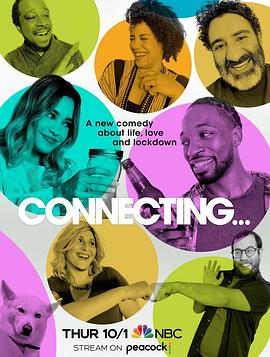 A new comedy
about life, love
and lockdown
CONNECTING...
THUR 10/1 NBC
STREAM ON peacock